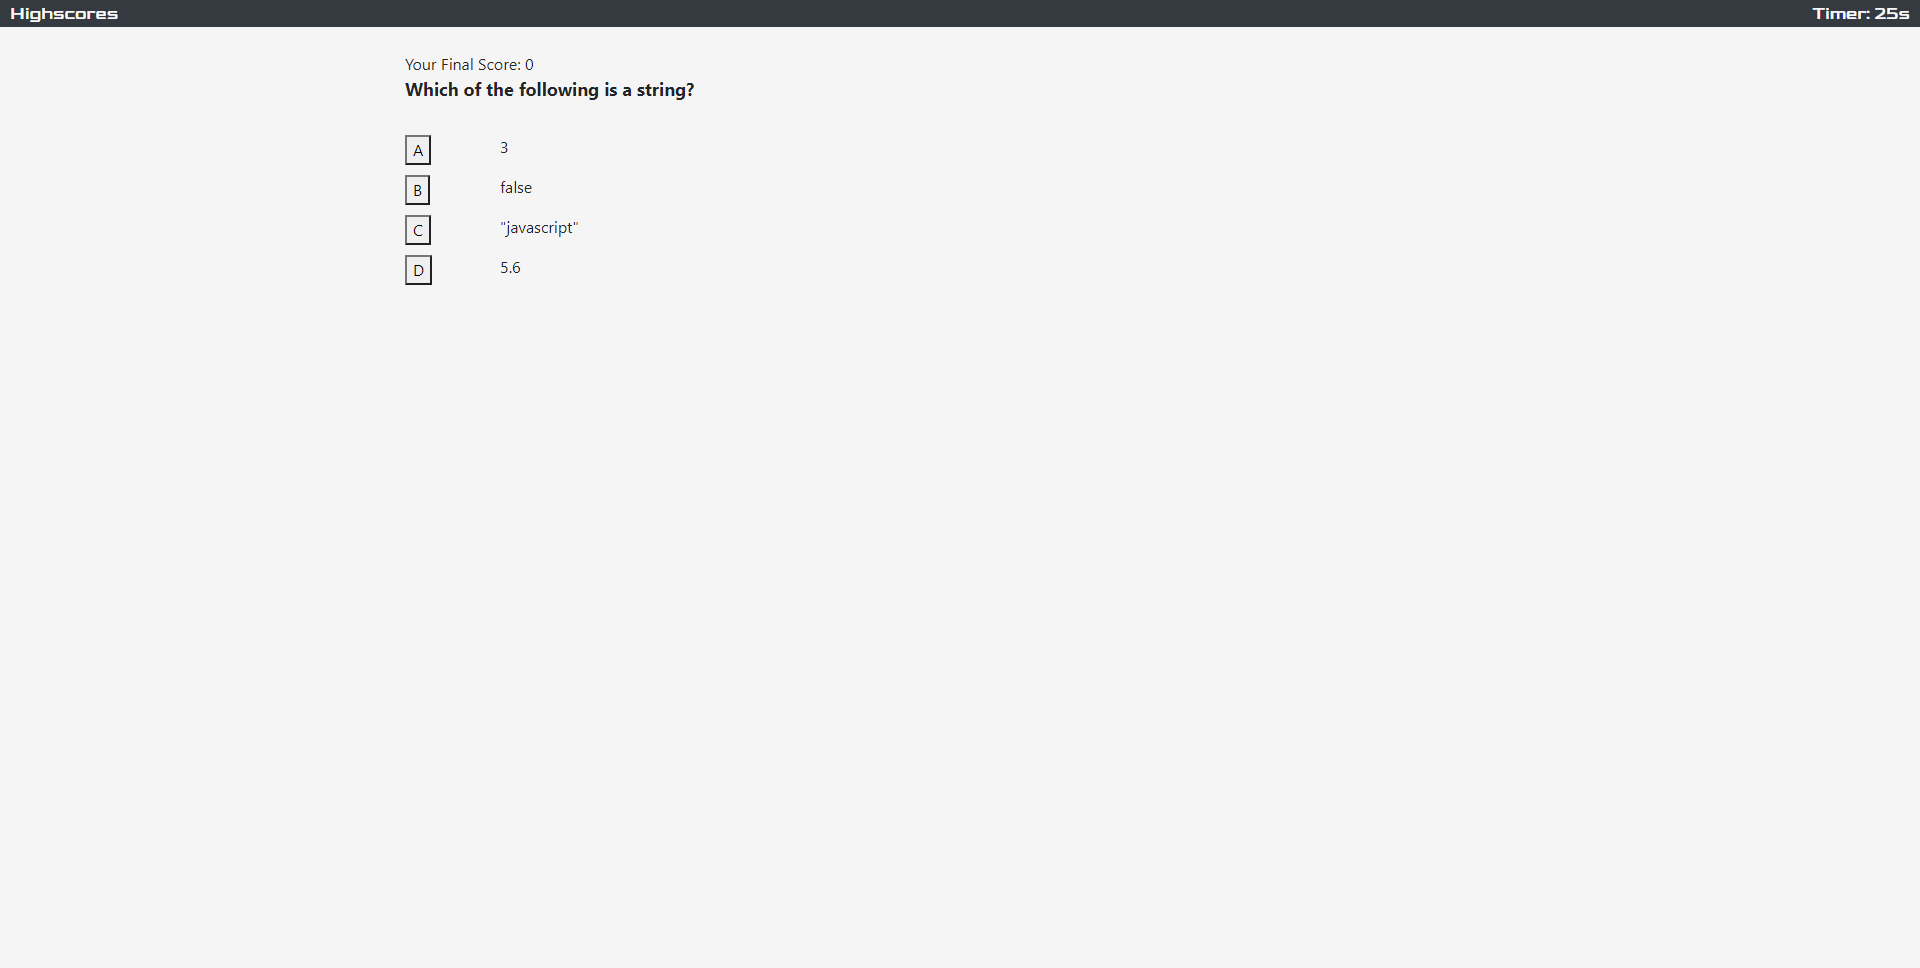 Highscores
Timer: 25s
Your Final Score: 0
Which of the following is a string?
A 3
B false
C "javascript"
D 5.6